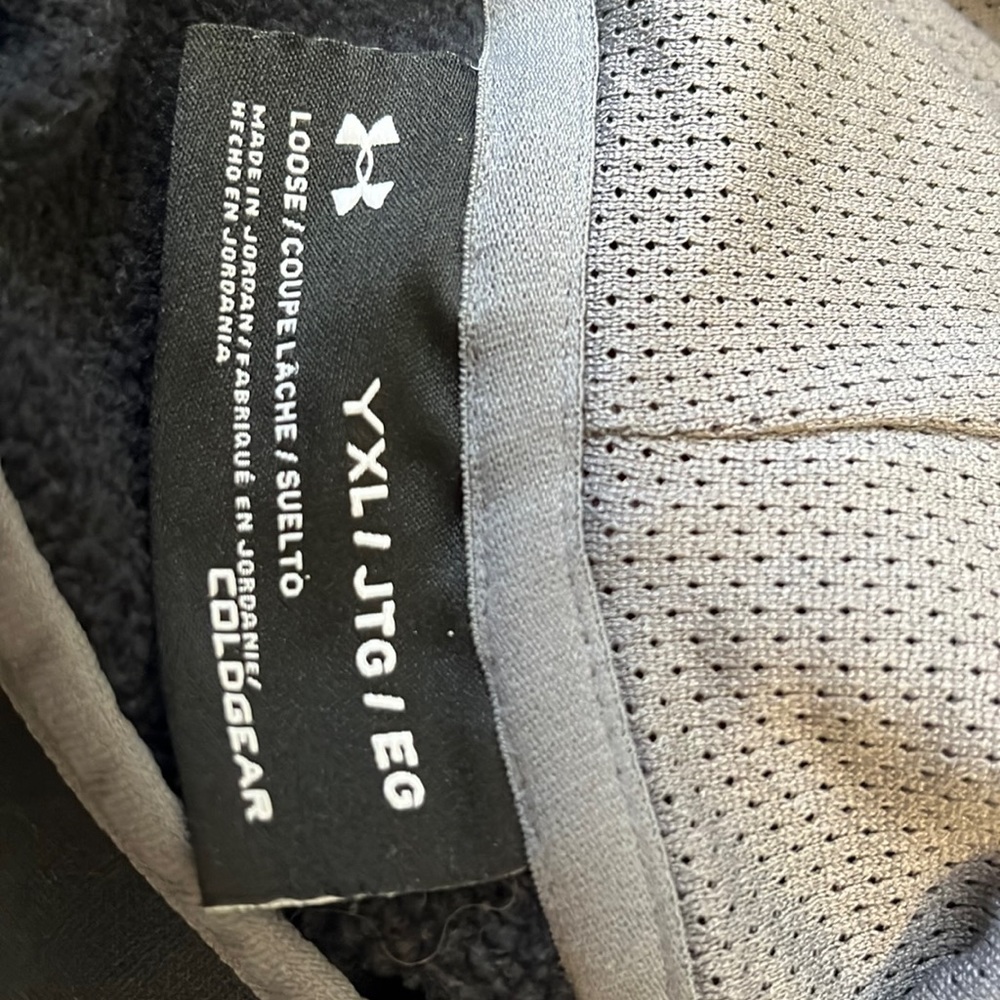 YXL / JTG / EG
LOOSE / COUPE LÂCHE / SUELTO
MADE IN JORDAN / FABRIQUÉ EN JORDANIE/
HECHO EN JORDANIA
COLDGEAR